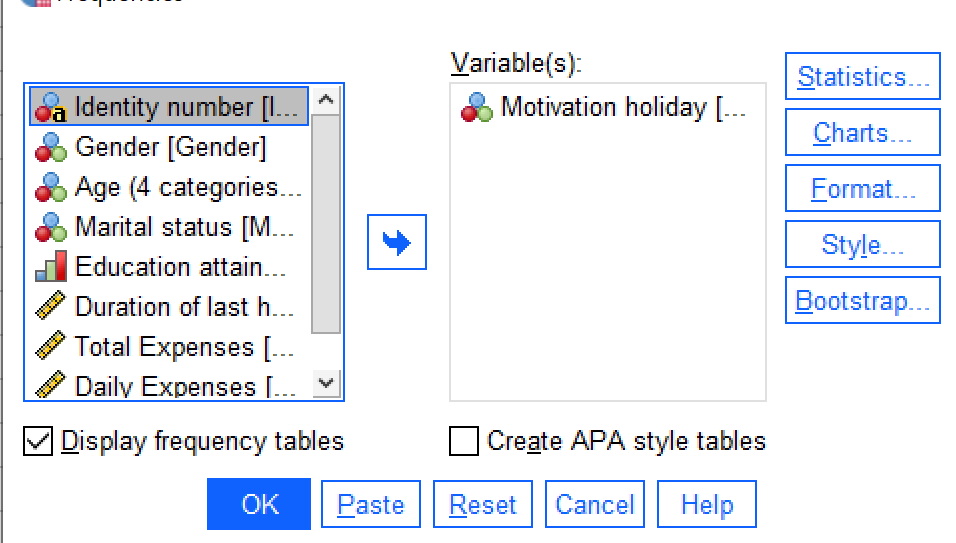 Frequencies
Variable(s):
Identity number [I...
Gender [Gender]
Age (4 categories...
Marital status [M...
Education attain...
Duration of last h...
Total Expenses [...
Daily Expenses [...
Motivation holiday [...
Statistics...
Charts...
Format...
Style...
Bootstrap...
Display frequency tables
Create APA style tables
OK
Paste
Reset
Cancel
Help